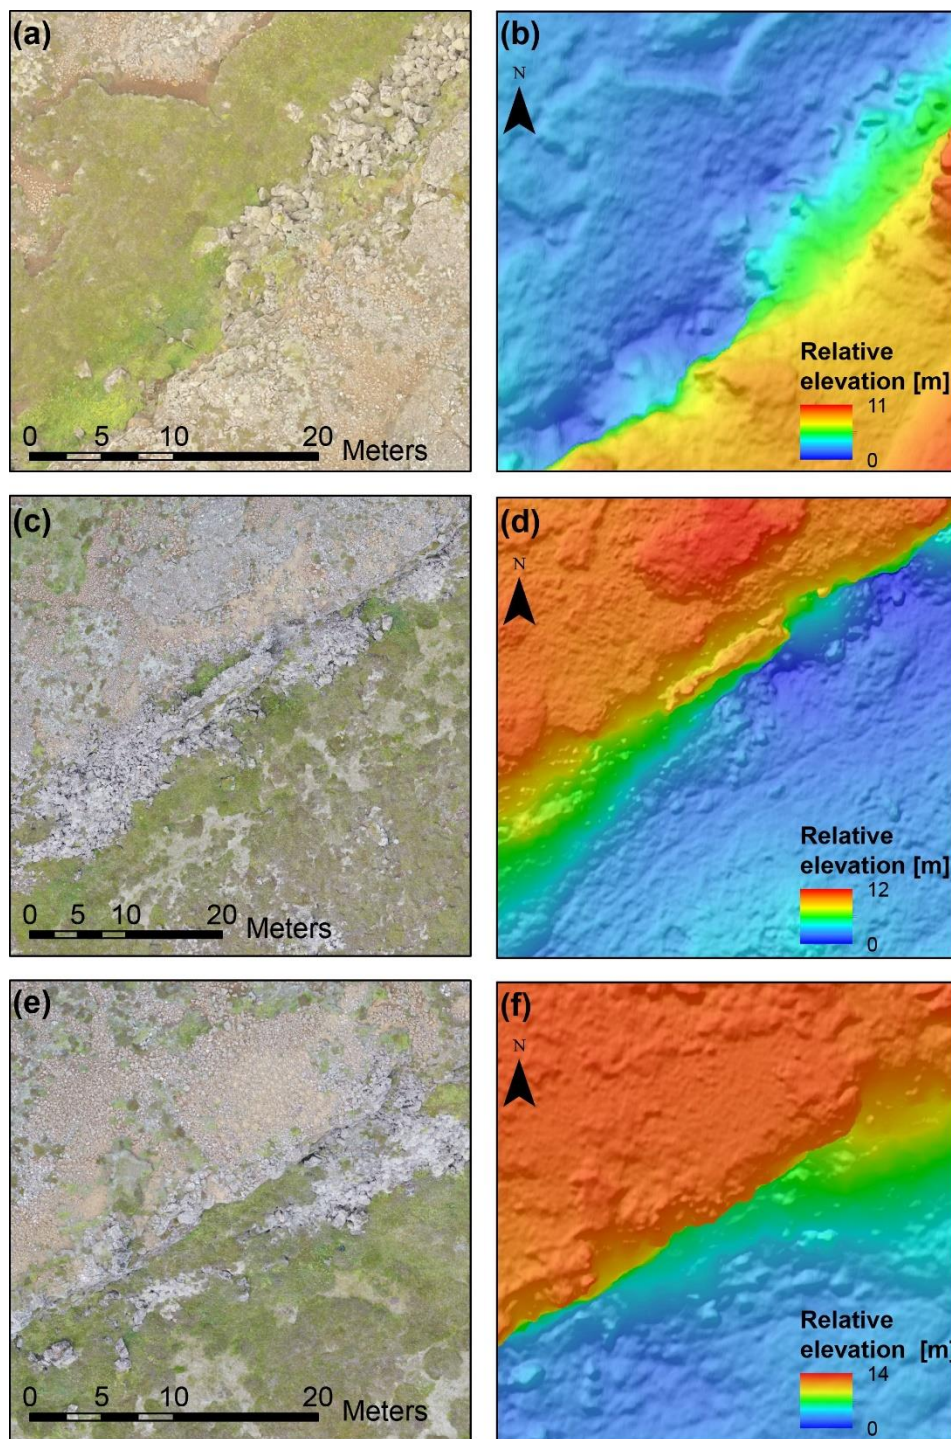 (a)
0 5 10 20 Meters
(b)
N
Relative
elevation [m]
11
0
(c)
0 5 10 20 Meters
(d)
N
Relative
elevation [m]
12
0
(e)
0 5 10 20 Meters
(f)
N
Relative
elevation [m]
14
0